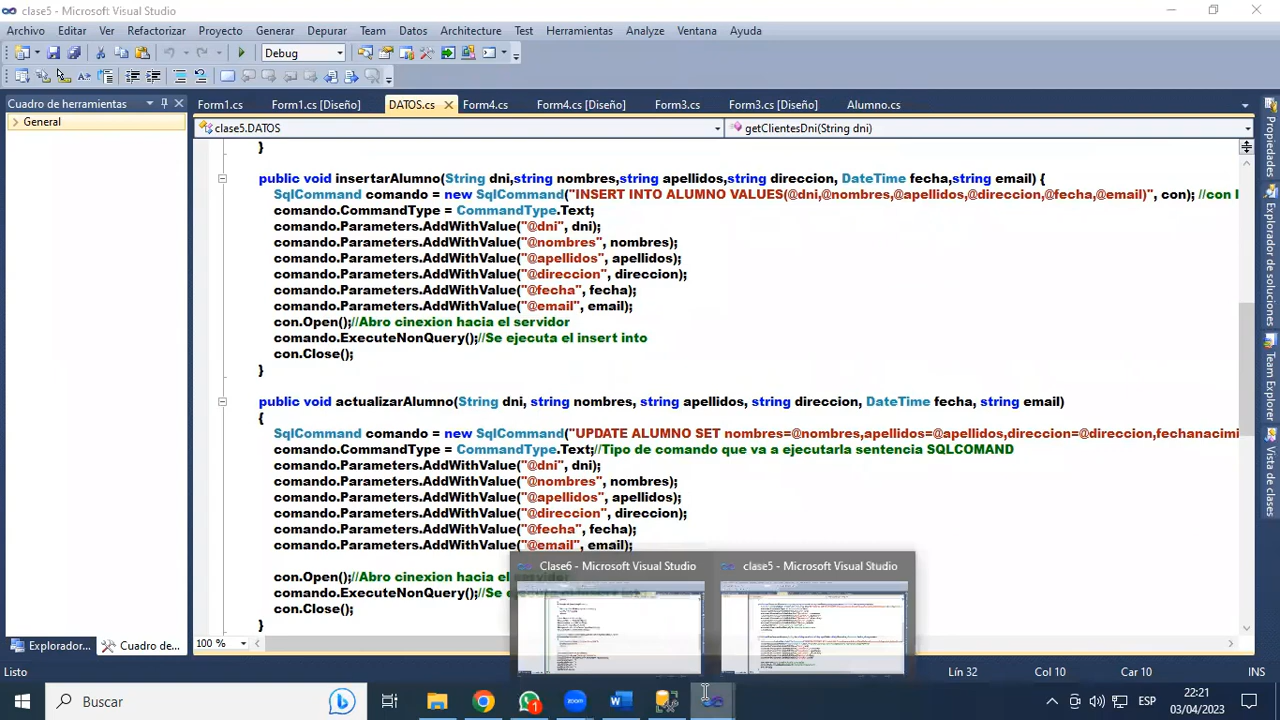 clase5 - Microsoft Visual Studio
Archivo Editar Ver Refactorizar Proyecto Generar Depurar Team Datos Architecture Test Herramientas Analyze Ventana Ayuda
Debug
Cuadro de herramientas
General
Form1.cs Form1.cs [Diseño] DATOS.cs Form4.cs Form4.cs [Diseño] Form3.cs Form3.cs [Diseño] Alumno.cs
clase5.DATOS getClientesDni(String dni)
}
public void insertarAlumno(String dni,string nombres,string apellidos,string direccion, DateTime fecha,string email) {
SqlCommand comando = new SqlCommand("INSERT INTO ALUMNO VALUES(@dni,@nombres,@apellidos,@direccion,@fecha,@email)", con); //con
comando.CommandType = CommandType.Text;
comando.Parameters.AddWithValue("@dni", dni);
comando.Parameters.AddWithValue("@nombres", nombres);
comando.Parameters.AddWithValue("@apellidos", apellidos);
comando.Parameters.AddWithValue("@direccion", direccion);
comando.Parameters.AddWithValue("@fecha", fecha);
comando.Parameters.AddWithValue("@email", email);
con.Open();//Abro cinexion hacia el servidor
comando.ExecuteNonQuery();//Se ejecuta el insert into
con.Close();
}
public void actualizarAlumno(String dni, string nombres, string apellidos, string direccion, DateTime fecha, string email)
{
SqlCommand comando = new SqlCommand("UPDATE ALUMNO SET nombres=@nombres,apellidos=@apellidos,direccion=@direccion,fechanacimi
comando.CommandType = CommandType.Text;//Tipo de comando que va a ejecutarla sentencia SQLCOMAND
comando.Parameters.AddWithValue("@dni", dni);
comando.Parameters.AddWithValue("@nombres", nombres);
comando.Parameters.AddWithValue("@apellidos", apellidos);
comando.Parameters.AddWithValue("@direccion", direccion);
comando.Parameters.AddWithValue("@fecha", fecha);
comando.Parameters.AddWithValue("@email", email);
con.Open();//Abro cinexion hacia el servidor
comando.ExecuteNonQuery();//Se
con.Close();
}
Clase6 - Microsoft Visual Studio
clase5 - Microsoft Visual Studio
Propiedades
Explorador de soluciones
Team Explorer
Vista de clases
Explorador... Cuadro de...
100 %
Listo Lín 32 Col 10 Car 10 INS
Buscar
1
zoom
ESP
22:21
03/04/2023